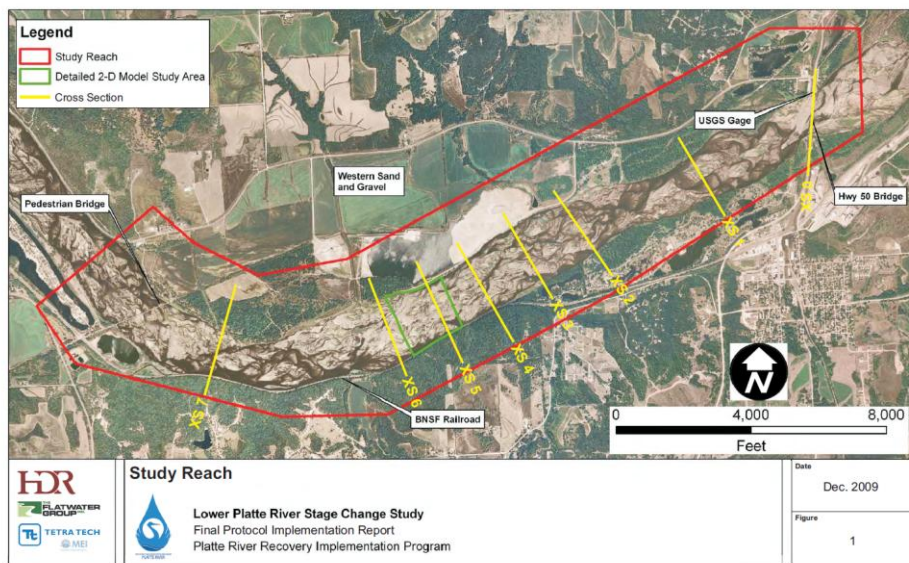 Legend
Study Reach
Detailed 2-D Model Study Area
Cross Section
USGS Gage
Western Sand
and Gravel
Pedestrian Bridge
Hwy 50 Bridge
XS 1
XS 2
XS 3
XS 4
XS 5
XS 6
XS 7
BNSF Railroad
N
0 4,000 8,000
Feet
HDR
THE
FLATWATER
GROUP
TETRA TECH
MEI
Study Reach
Lower Platte River Stage Change Study
Final Protocol Implementation Report
Platte River Recovery Implementation Program
Date
Dec. 2009
Figure
1